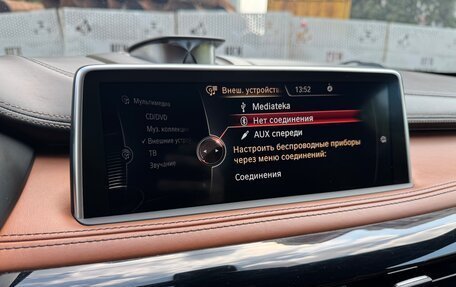 Внеш. устройств.
13:52
Мультимедиа
CD/DVD
Муз. коллекция
Внешние устр
ТВ
Звучание
Mediateka
Нет соединения
AUX спереди
Настроить беспроводные приборы
через меню соединений:
Соединения